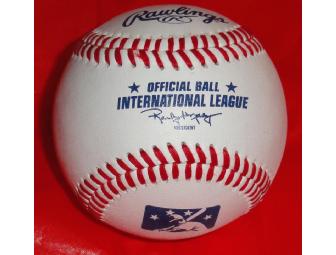 Rawlings
OFFICIAL BALL
INTERNATIONAL LEAGUE
PRESIDENT